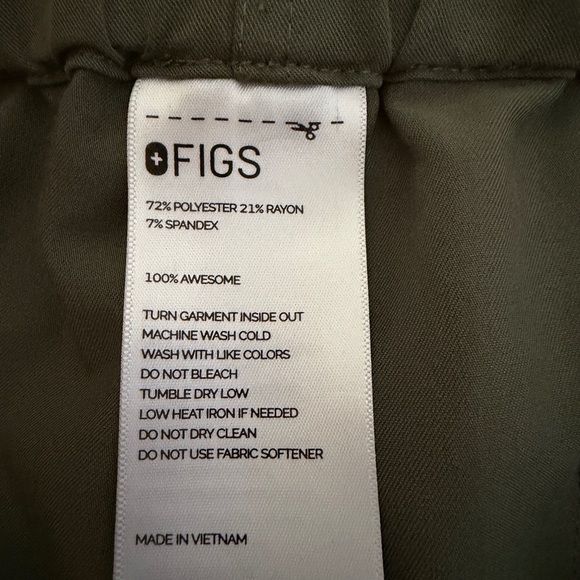 FIGS
72% POLYESTER 21% RAYON
7% SPANDEX
100% AWESOME
TURN GARMENT INSIDE OUT
MACHINE WASH COLD
WASH WITH LIKE COLORS
DO NOT BLEACH
TUMBLE DRY LOW
LOW HEAT IRON IF NEEDED
DO NOT DRY CLEAN
DO NOT USE FABRIC SOFTENER
MADE IN VIETNAM